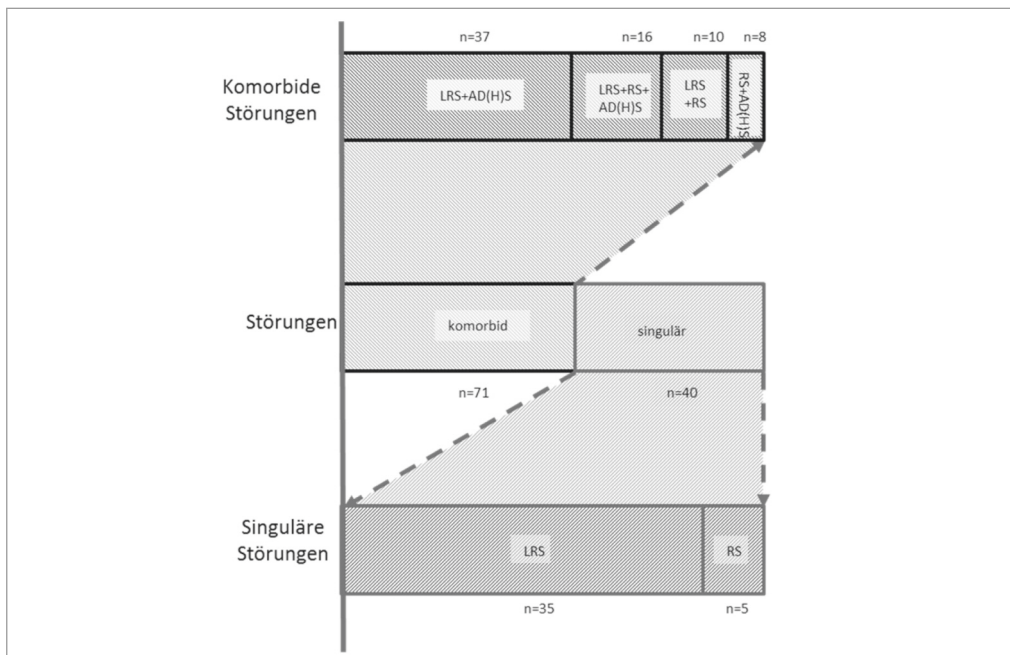 n=37 n=16 n=10 n=8
Komorbide
Störungen
LRS+AD(H)S
LRS+RS+
AD(H)S
LRS
+RS
RS+AD(H)S
Störungen
komorbid
singulär
n=71 n=40
Singuläre
Störungen
LRS
RS
n=35 n=5